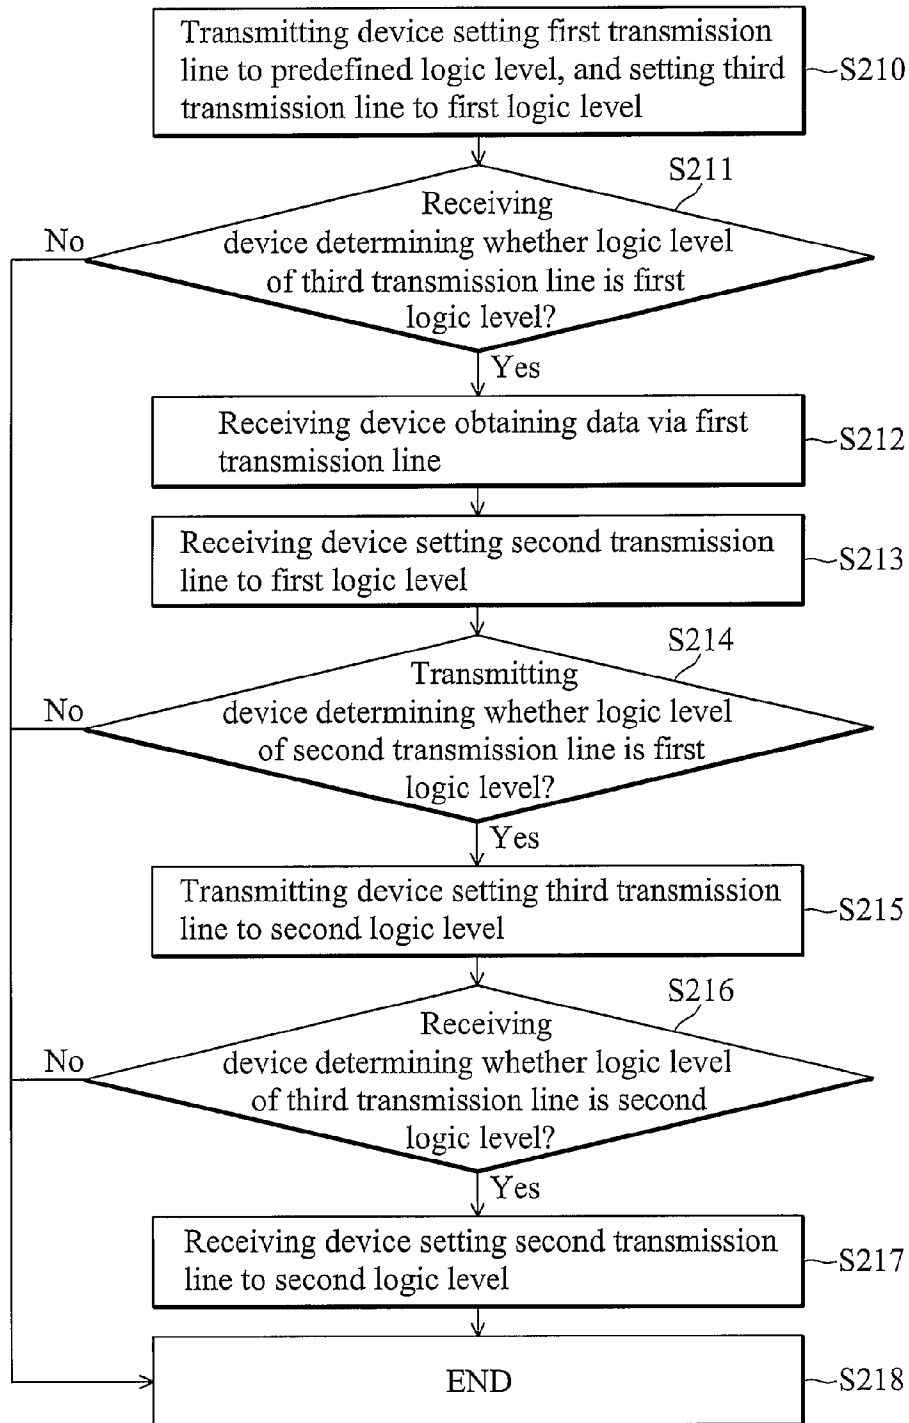 Transmitting device setting first transmission
line to predefined logic level, and setting third
transmission line to first logic level
S210
S211
Receiving
device determining whether logic level
of third transmission line is first
logic level?
No
Yes
Receiving device obtaining data via first
transmission line
S212
Receiving device setting second transmission
line to first logic level
S213
S214
Transmitting
device determining whether logic level
of second transmission line is first
logic level?
No
Yes
Transmitting device setting third transmission
line to second logic level
S215
S216
Receiving
device determining whether logic level
of third transmission line is second
logic level?
No
Yes
Receiving device setting second transmission
line to second logic level
S217
END
S218